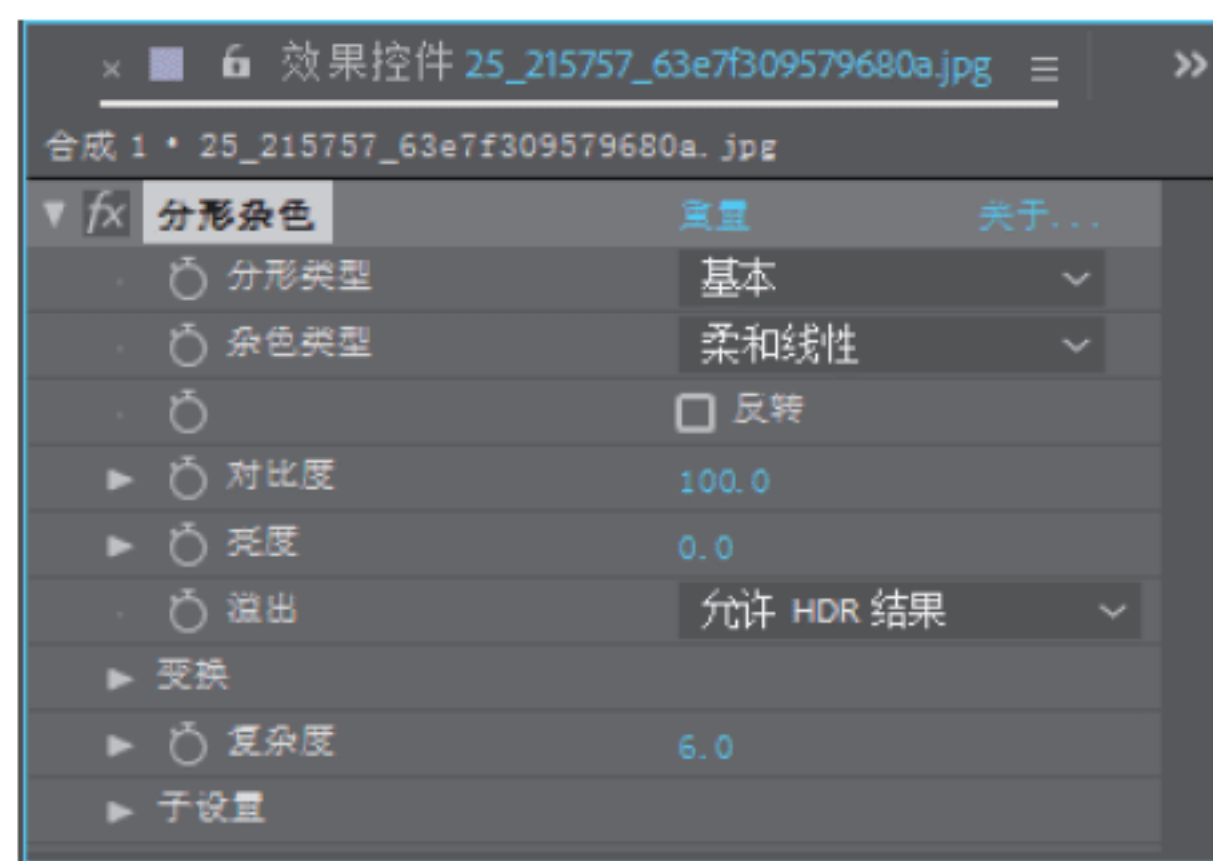 × 效果控件 25_215757_63e7f309579680a.jpg ≡ »
合成 1 • 25_215757_63e7f309579680a.jpg
fx 分形杂色 重置 关于...
分形类型 基本
杂色类型 柔和线性
反转
对比度 100.0
亮度 0.0
溢出 允许 HDR 结果
变换
复杂度 6.0
子设置